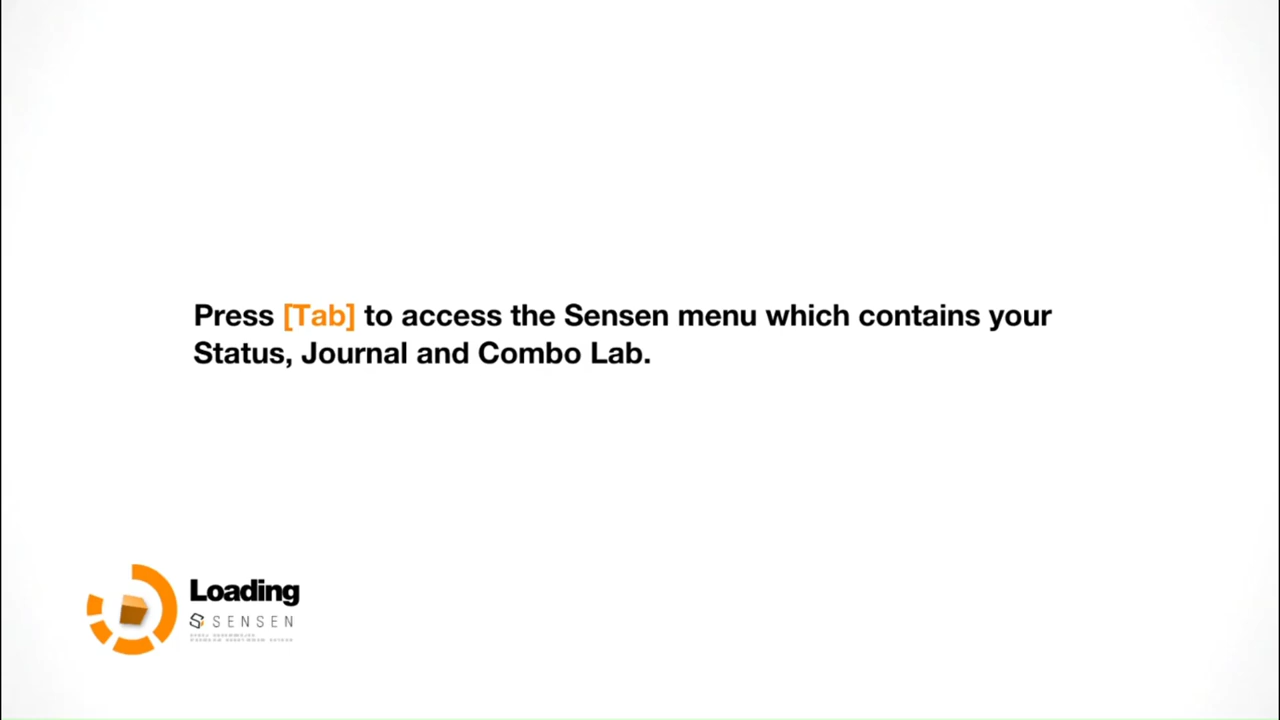 Press [Tab] to access the Sensen menu which contains your
Status, Journal and Combo Lab.
Loading
SENSEN